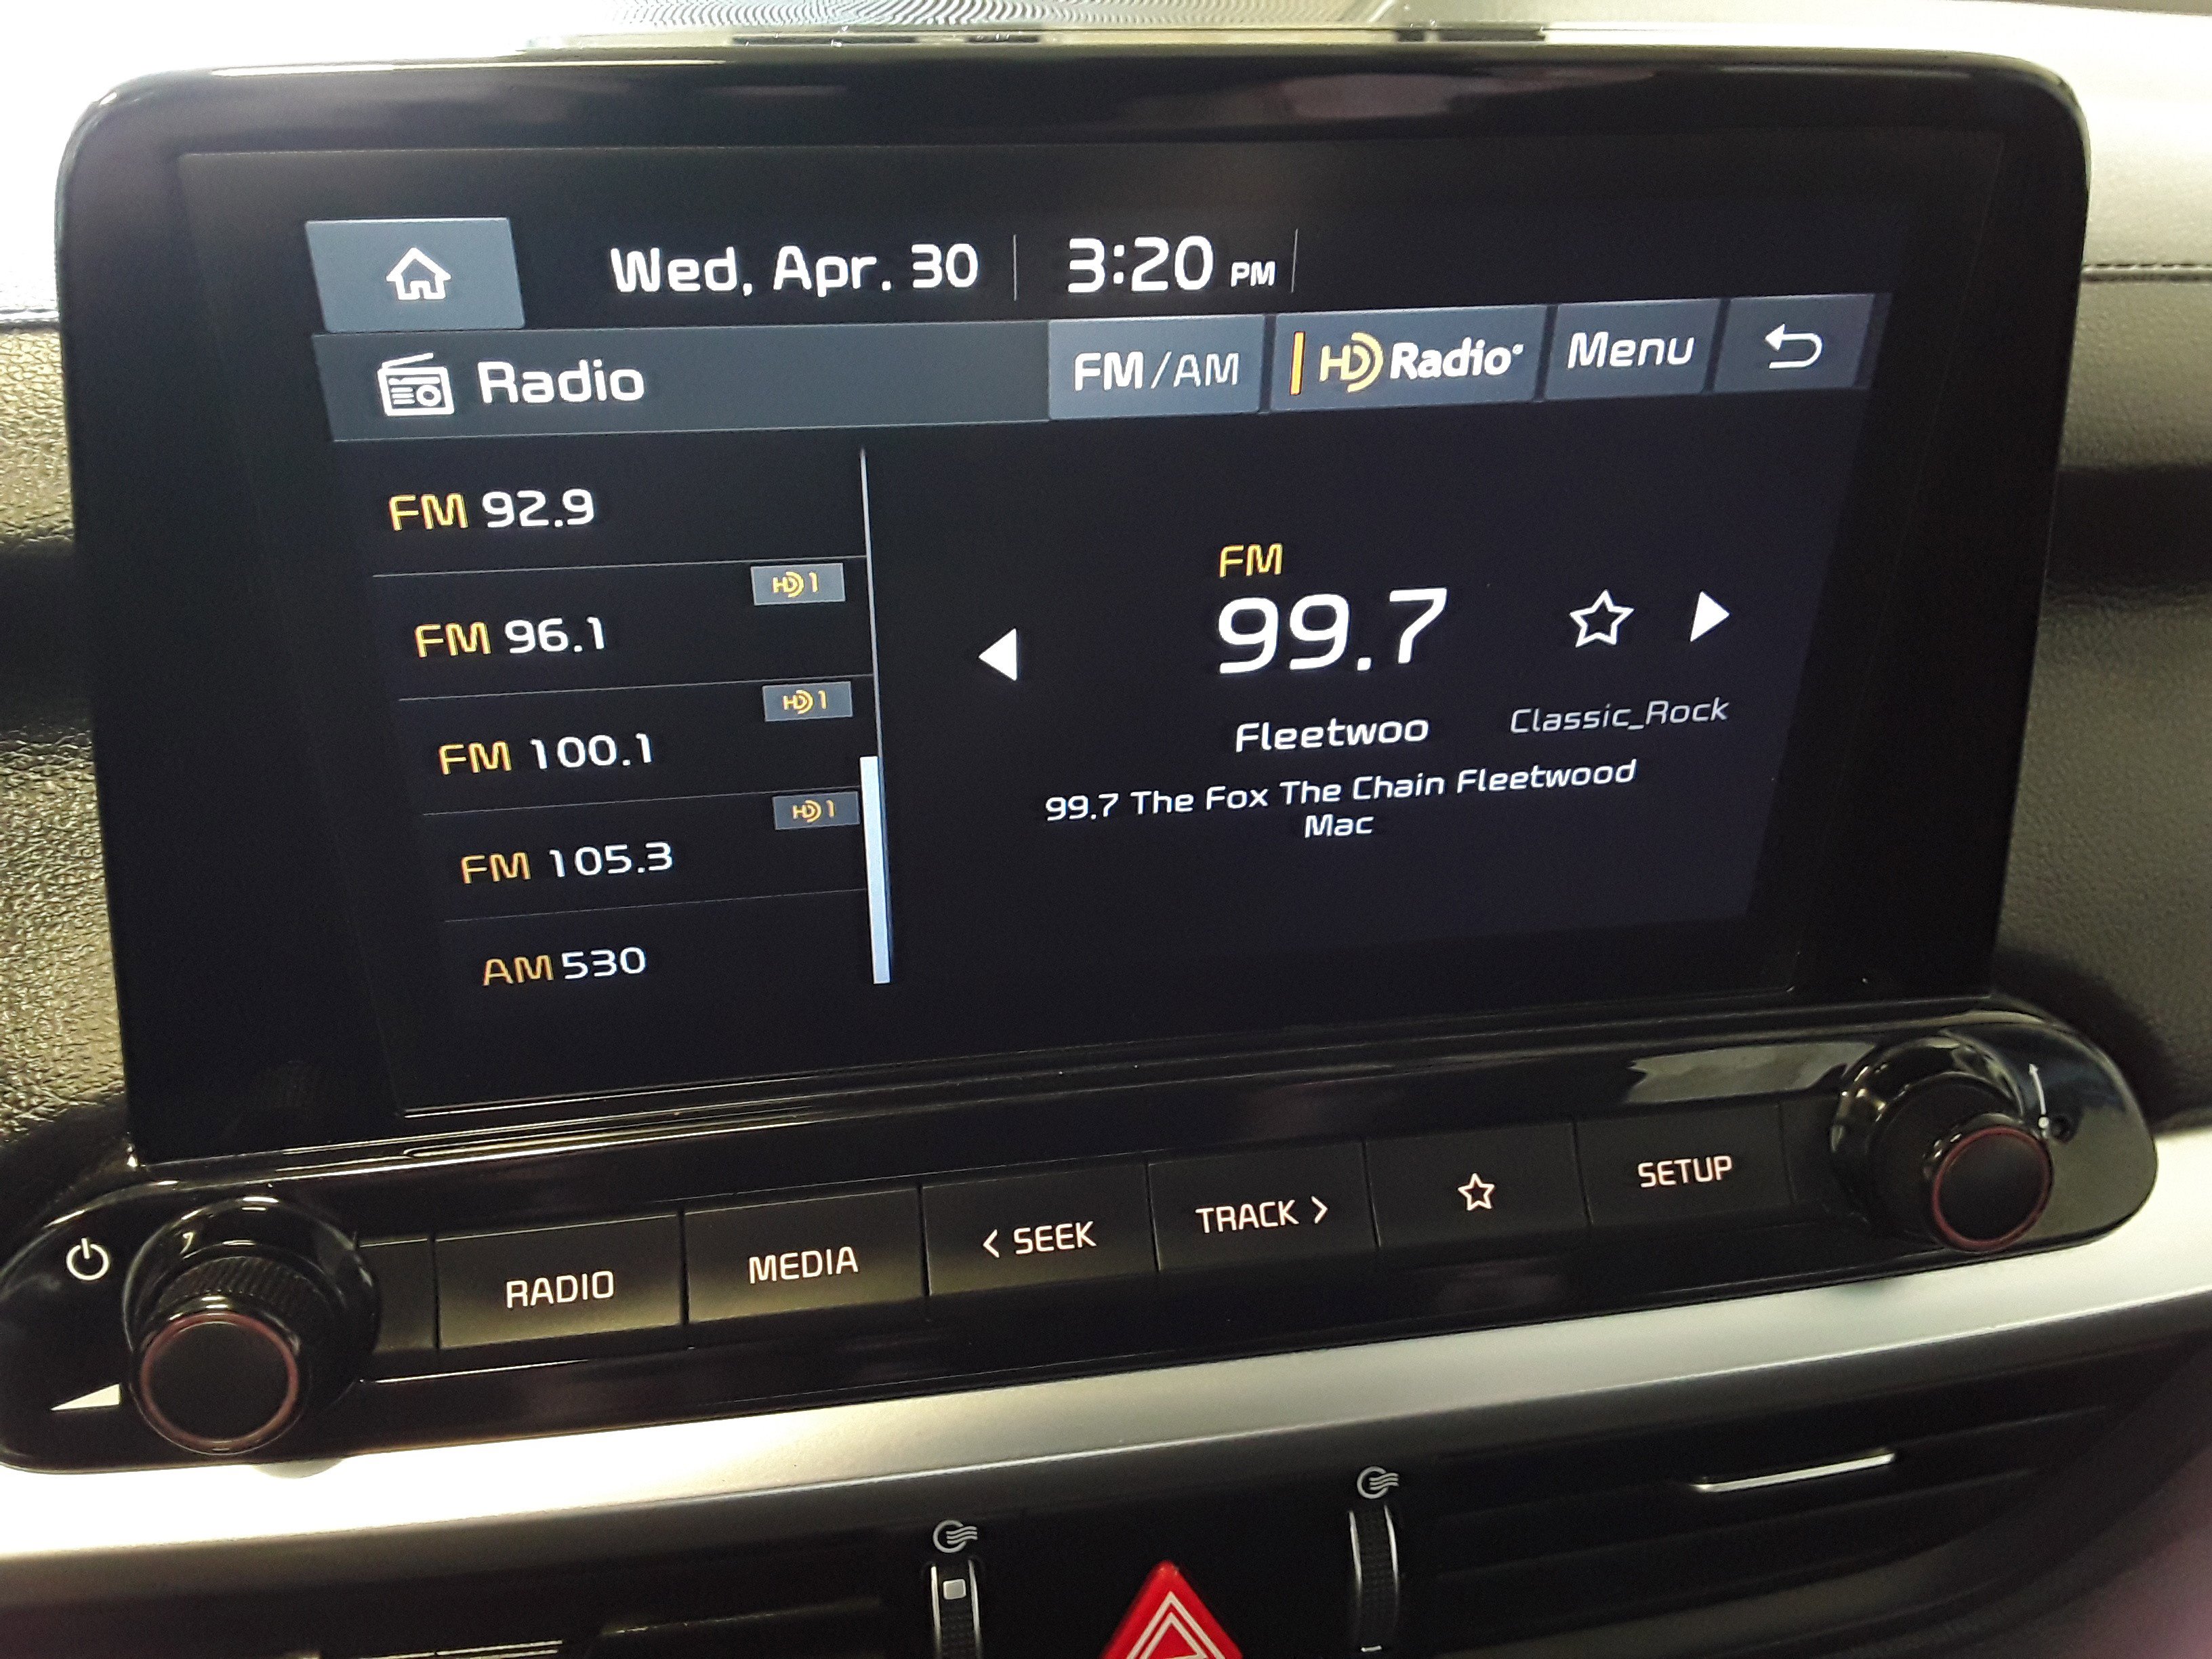 Wed, Apr. 30 3:20 PM
Radio FM/AM HD Radio Menu
FM 92.9
HD 1
FM 96.1
HD 1
FM 100.1
HD 1
FM 105.3
AM 530
FM
99.7
Fleetwoo Classic_Rock
99.7 The Fox The Chain Fleetwood
Mac
RADIO MEDIA < SEEK TRACK > SETUP